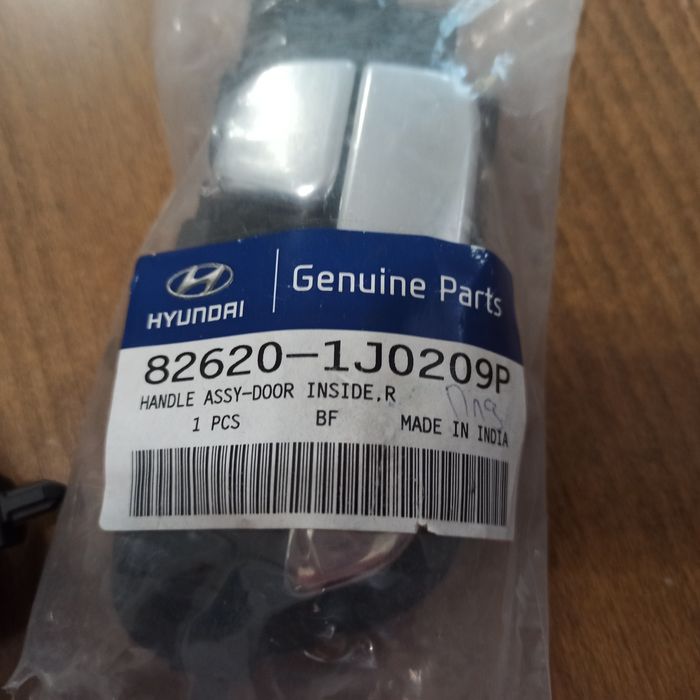 HYUNDAI
Genuine Parts
82620-1J0209P
HANDLE ASSY-DOOR INSIDE,R
1 PCS BF MADE IN INDIA